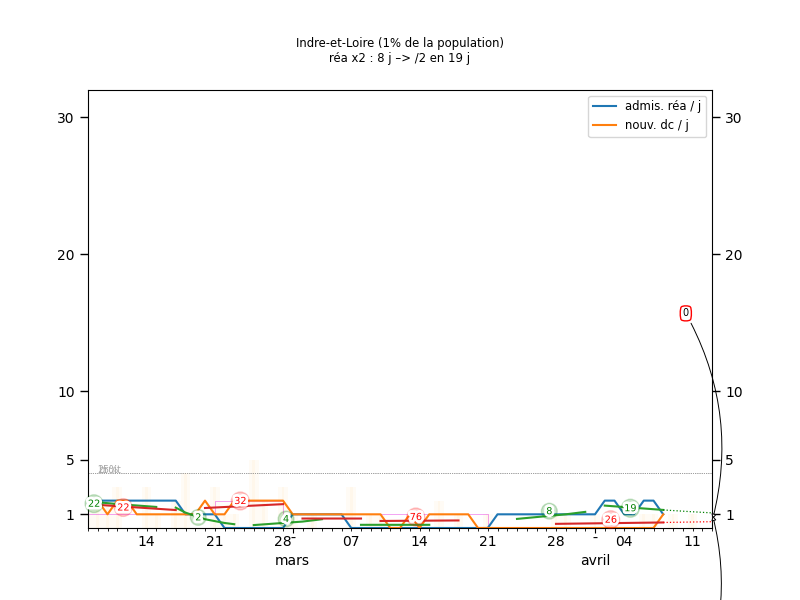 Indre-et-Loire (1% de la population)
réa x2 : 8 j –> /2 en 19 j
admis. réa / j
nouv. dc / j
30 30
20 20
0
10 10
5 5
1 1
22 22 2 32 4 76 8 26 19
14 21 28 07 14 21 28 04 11
mars avril